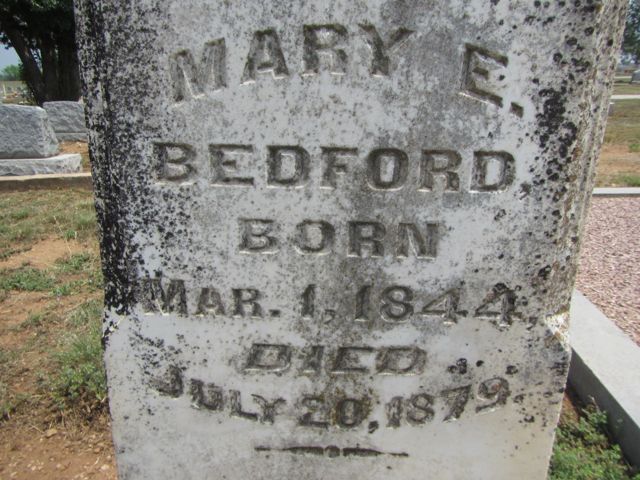 MARY E.
BEDFORD,
BORN
MAR. 1, 1844,
DIED
JULY 20, 1879.